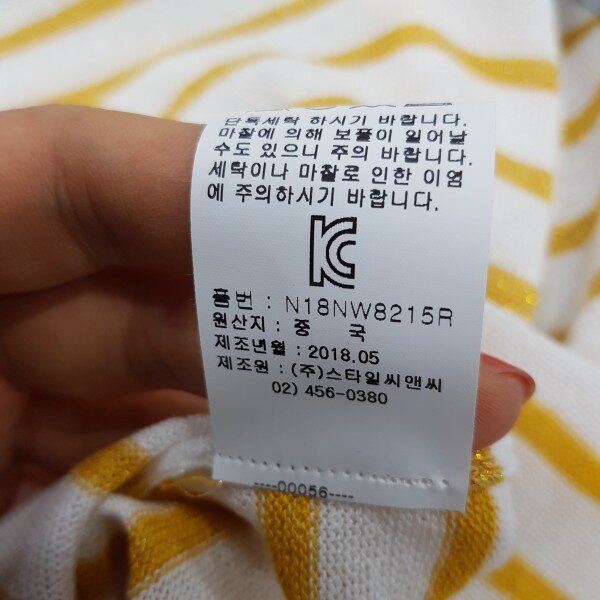 단독세탁 하시기 바랍니다.
마찰에 의해 보풀이 일어날
수도 있으니 주의 바랍니다.
세탁이나 마찰로 인한 이염
에 주의하시기 바랍니다.
품번 : N18NW8215R
원산지 : 중 국
제조년월 : 2018.05
제조원 : (주)스타일씨앤씨
02) 456-0380
----00056----